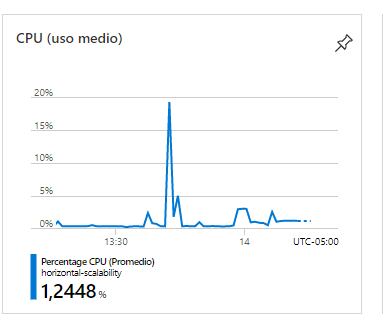 CPU (uso medio)
20%
15%
10%
5%
0%
13:30
14
UTC-05:00
Percentage CPU (Promedio)
horizontal-scalability
1,2448 %